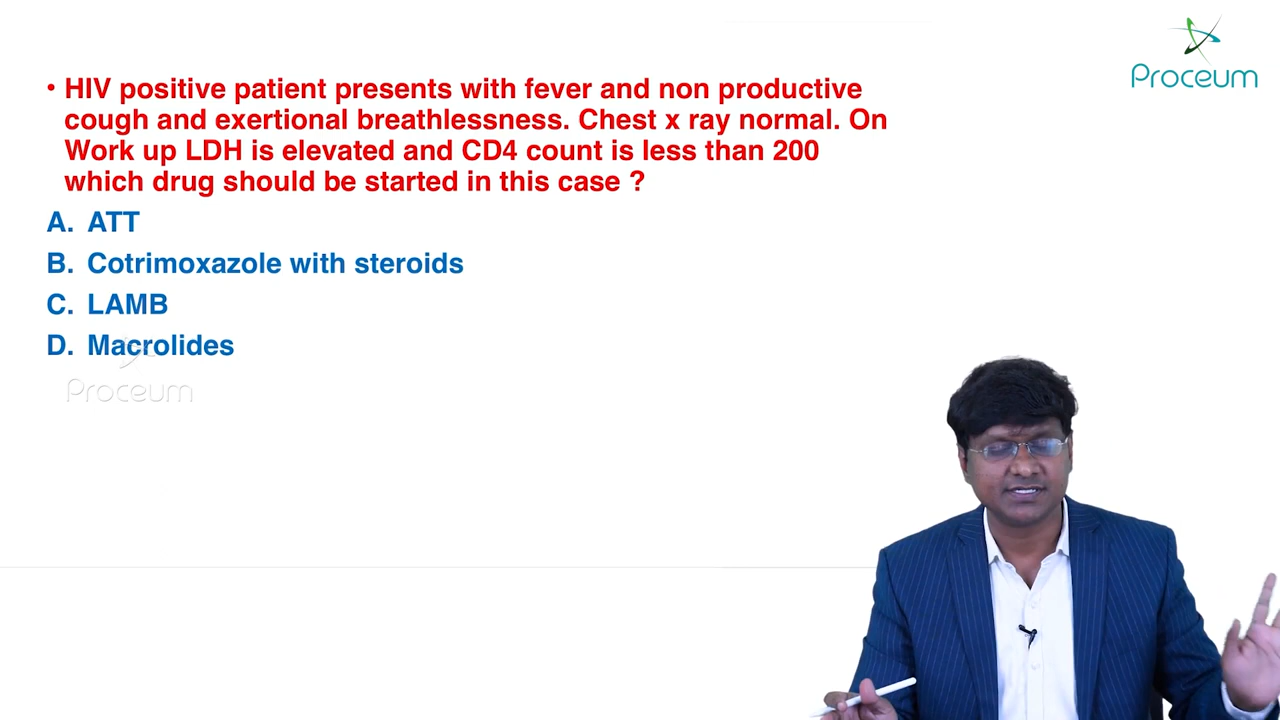 Proceum
• HIV positive patient presents with fever and non productive
cough and exertional breathlessness. Chest x ray normal. On
Work up LDH is elevated and CD4 count is less than 200
which drug should be started in this case ?
A. ATT
B. Cotrimoxazole with steroids
C. LAMB
D. Macrolides
Proceum